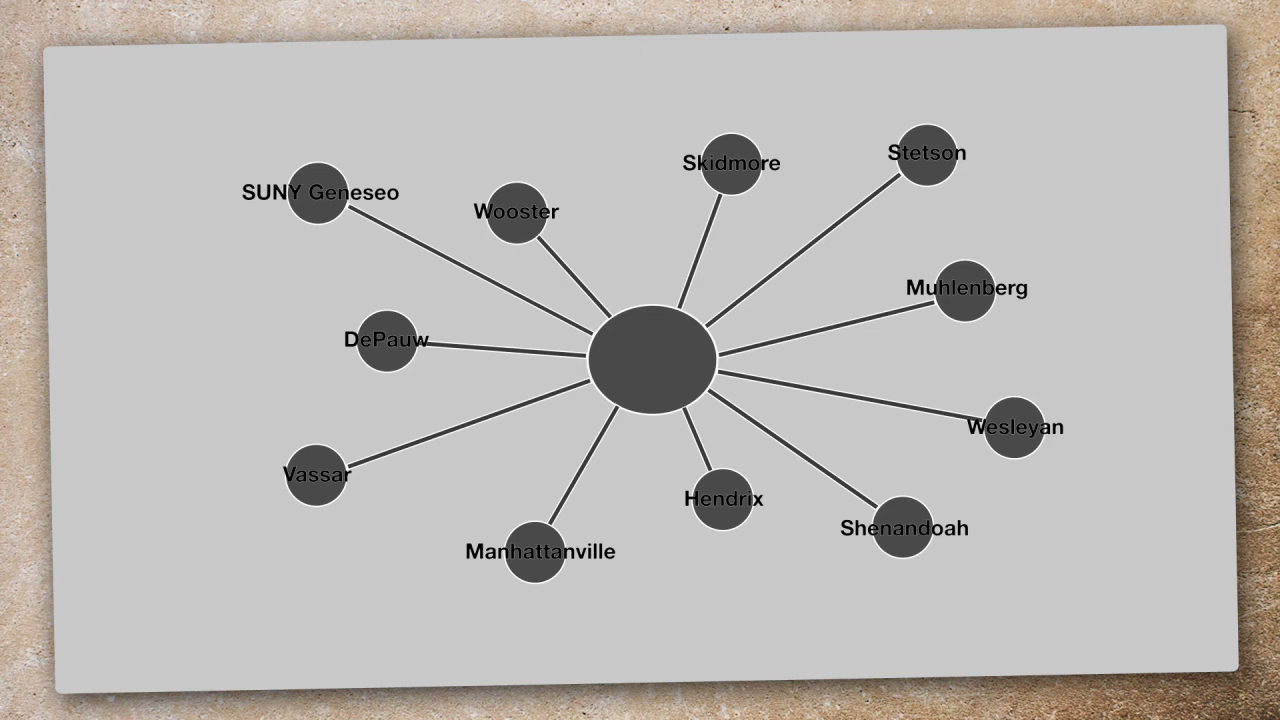 Stetson
Skidmore
SUNY Geneseo
Wooster
Muhlenberg
DePauw
Wesleyan
Vassar
Hendrix
Shenandoah
Manhattanville